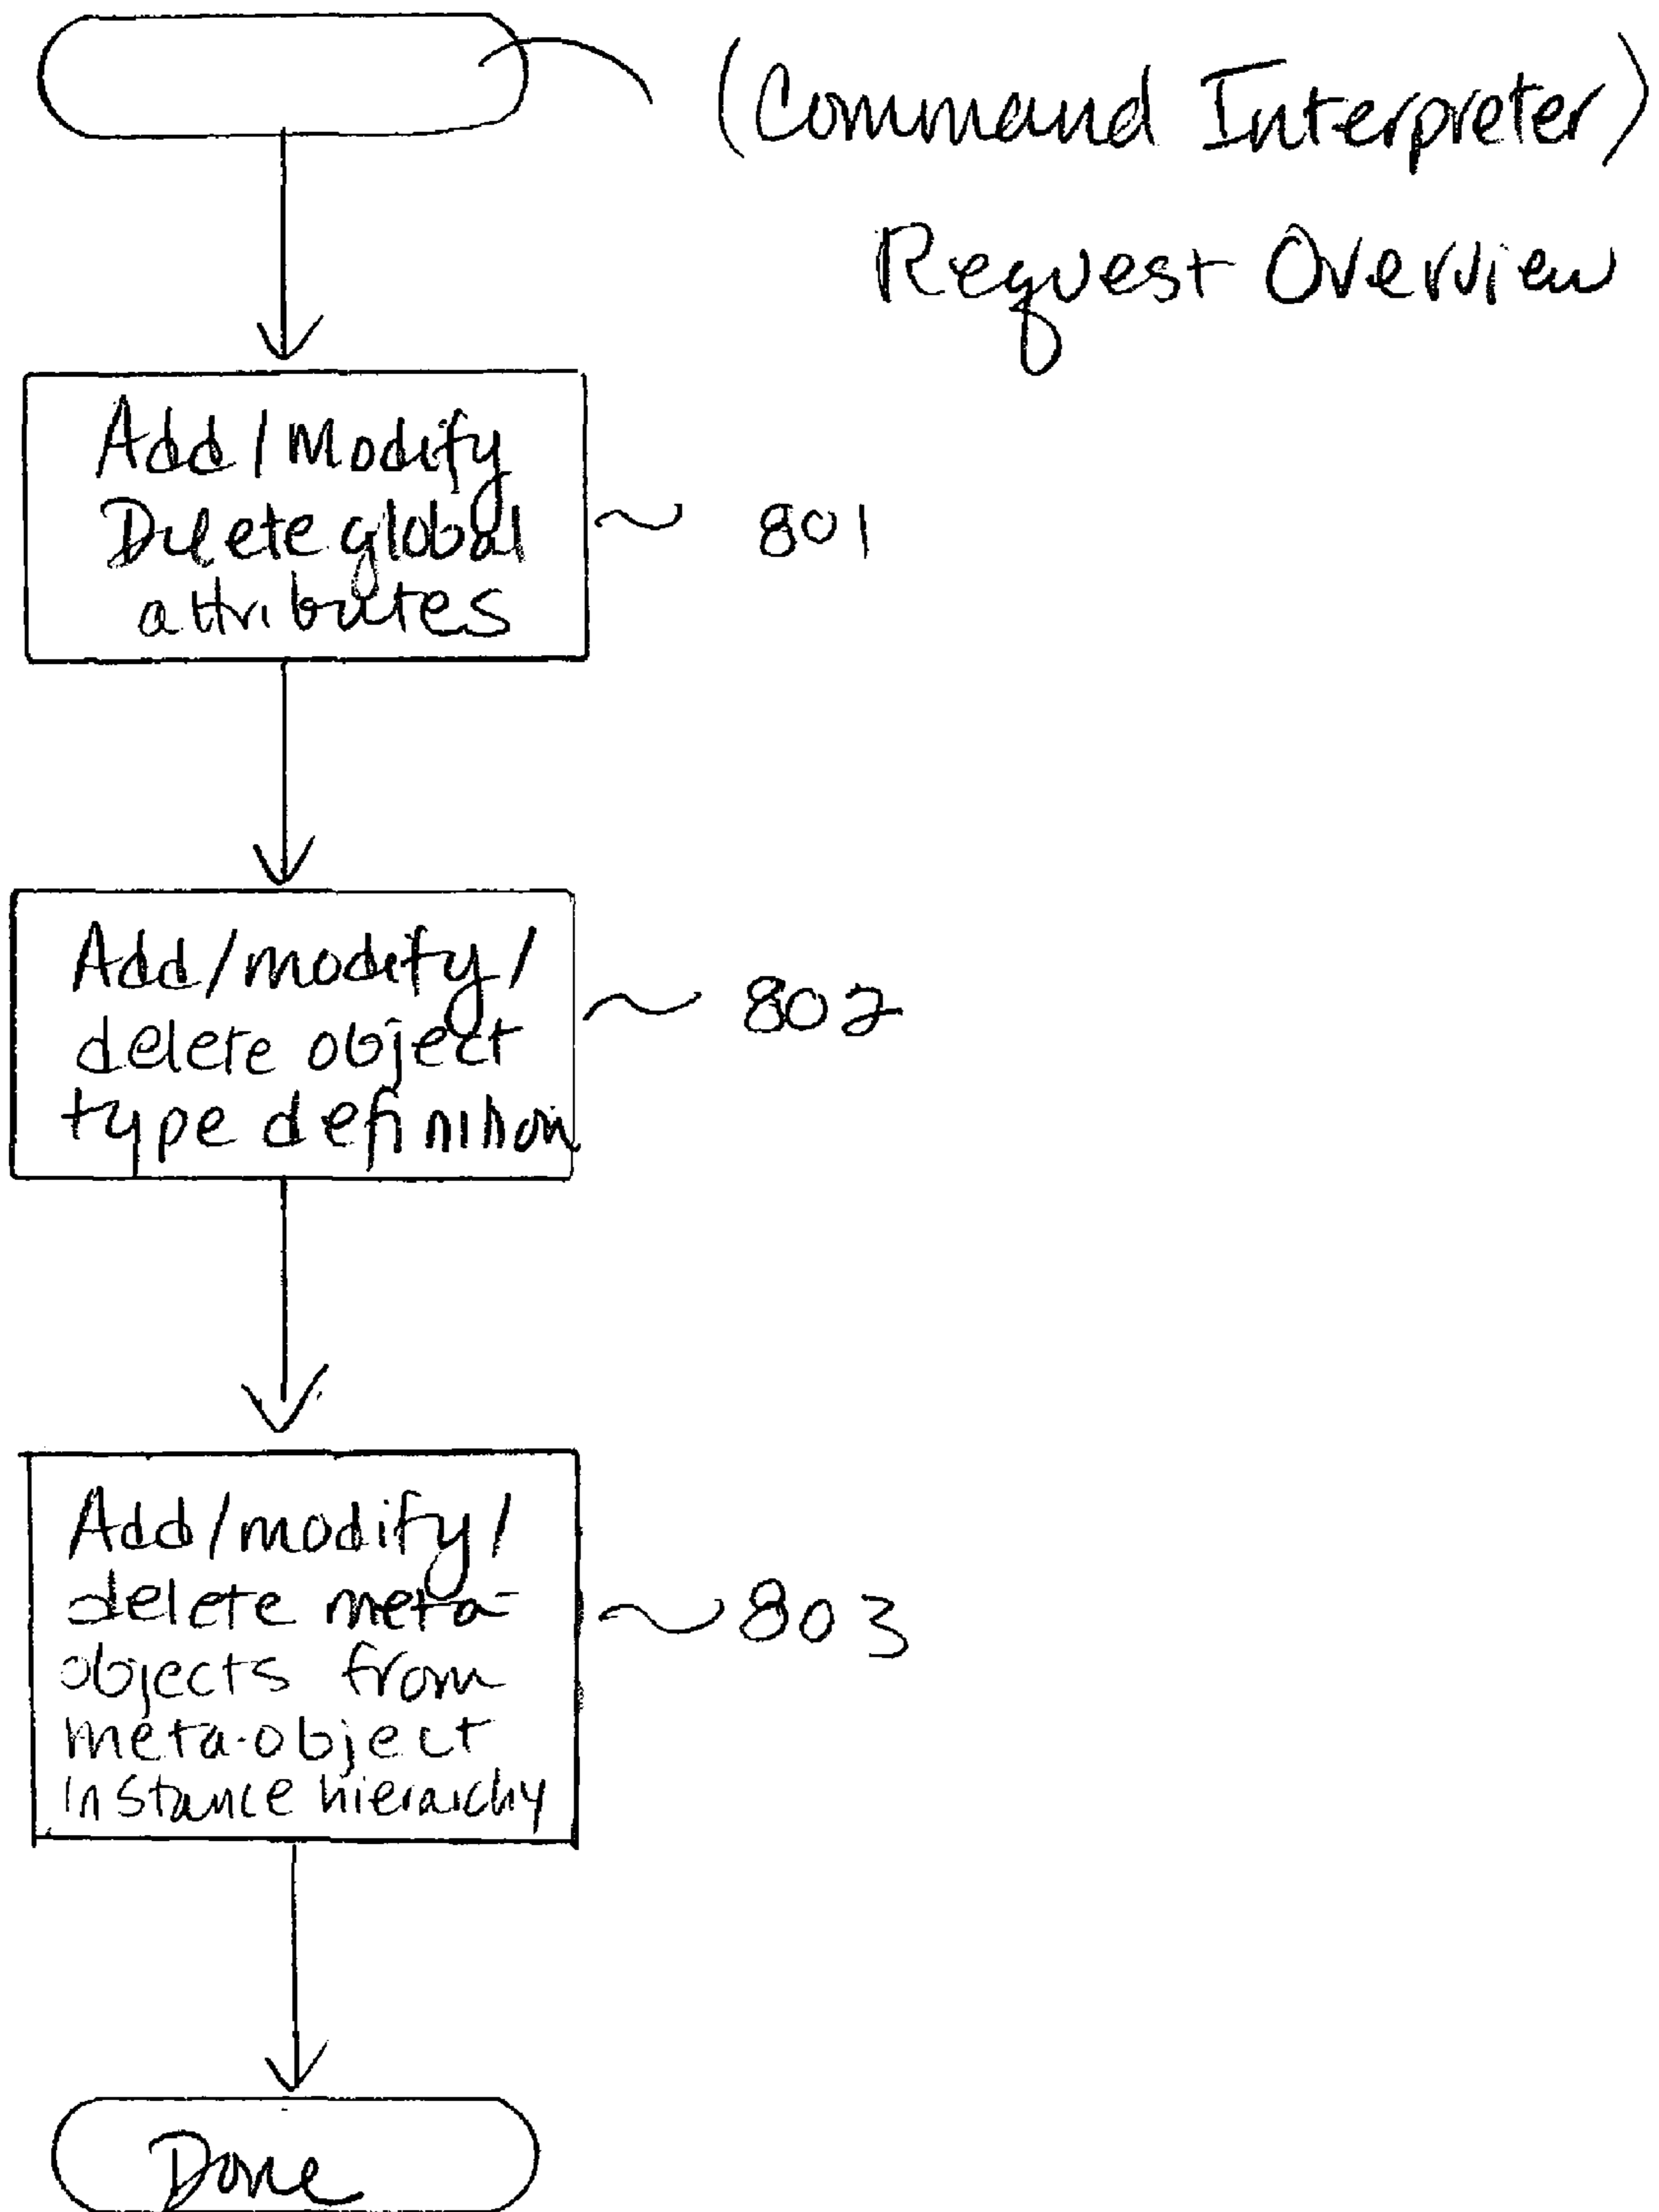 (Command Interpreter)
Request Overview
Add/Modify
Delete global
attributes
801
Add/modify/
delete object
type definition
802
Add/modify/
delete meta-
objects from
meta-object
instance hierarchy
803
Done